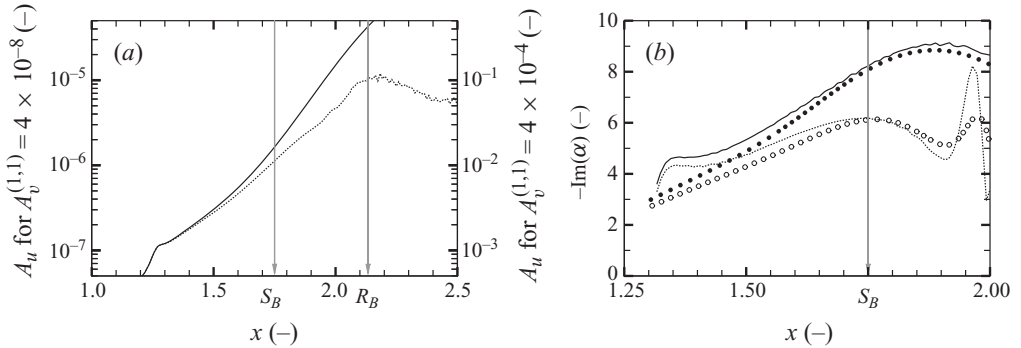 (a)
A_u for A_v^(1,1) = 4 × 10^−8 (–)
10^−5
10^−6
10^−7
1.0
1.5
2.0
2.5
S_B
R_B
x (–)
10^−1
10^−2
10^−3
A_u for A_v^(1,1) = 4 × 10^−4 (–)
(b)
−Im(α) (–)
10
8
6
4
2
0
1.25
1.50
1.75
2.00
S_B
x (–)